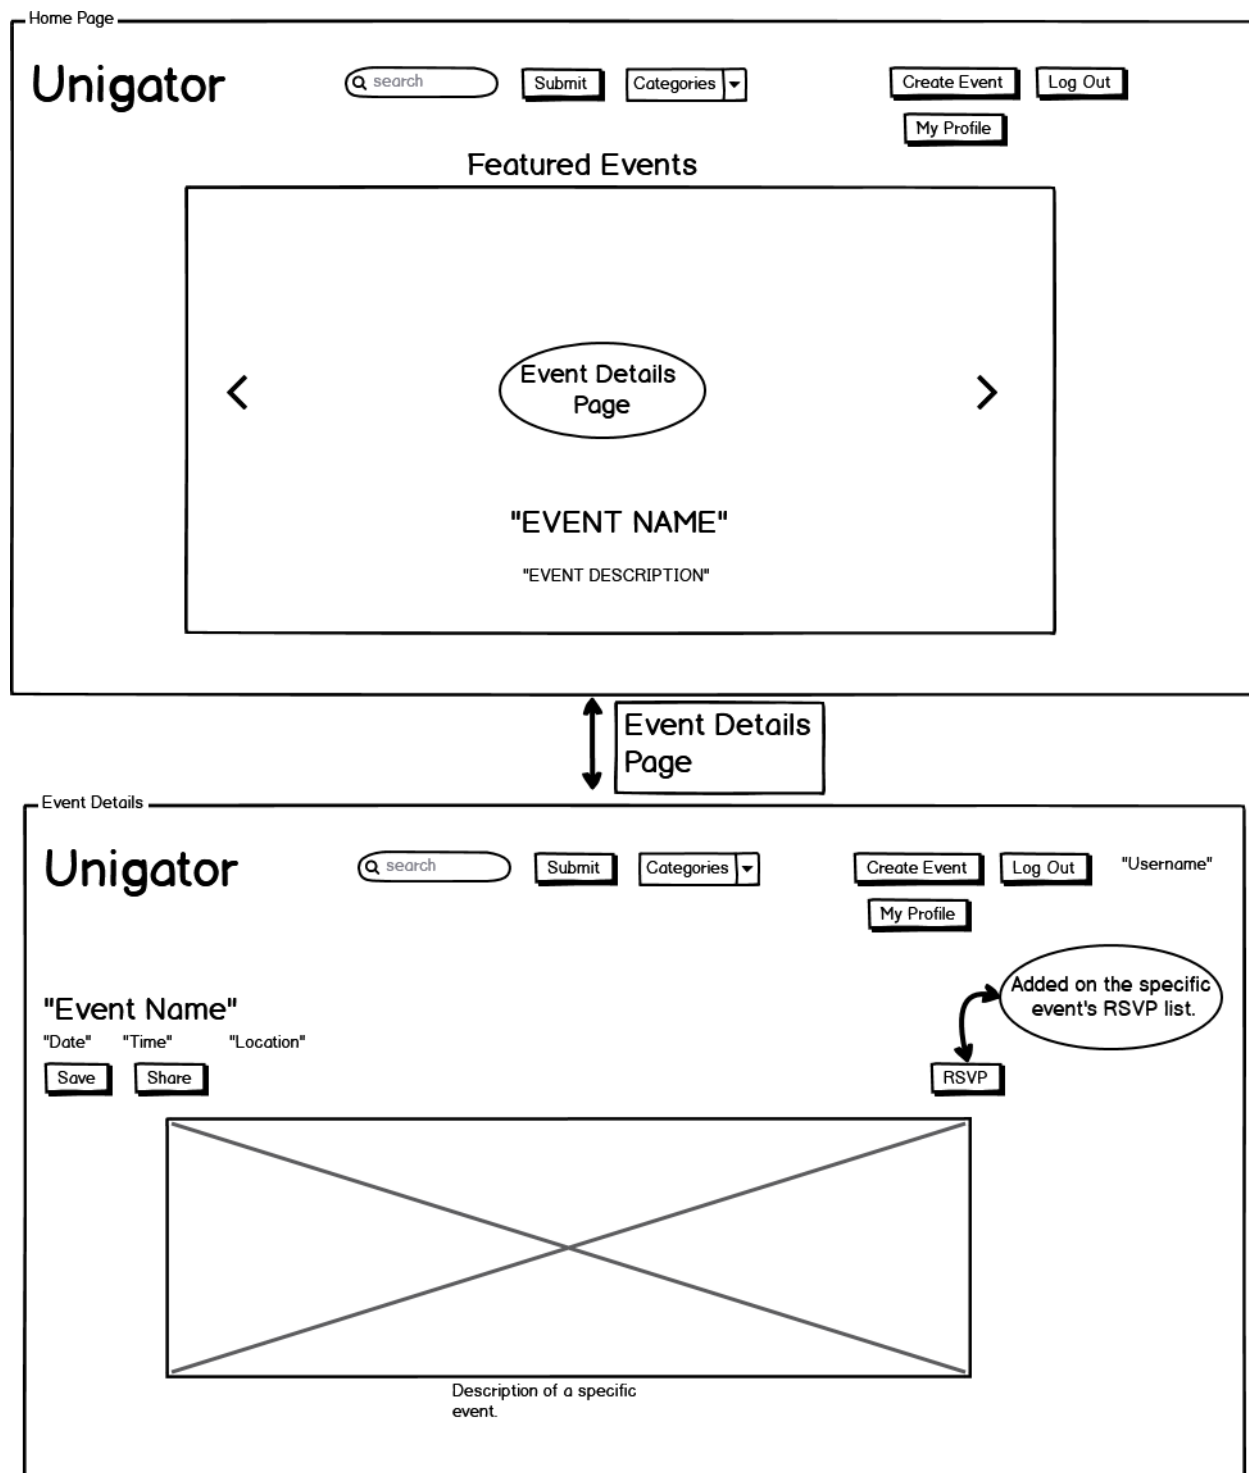 Home Page
Unigator
search
Submit
Categories
Create Event
Log Out
My Profile
Featured Events
Event Details
Page
"EVENT NAME"
"EVENT DESCRIPTION"
Event Details
Page
Event Details
Unigator
search
Submit
Categories
Create Event
Log Out
"Username"
My Profile
Added on the specific
event's RSVP list.
"Event Name"
"Date" "Time" "Location"
Save
Share
RSVP
Description of a specific
event.